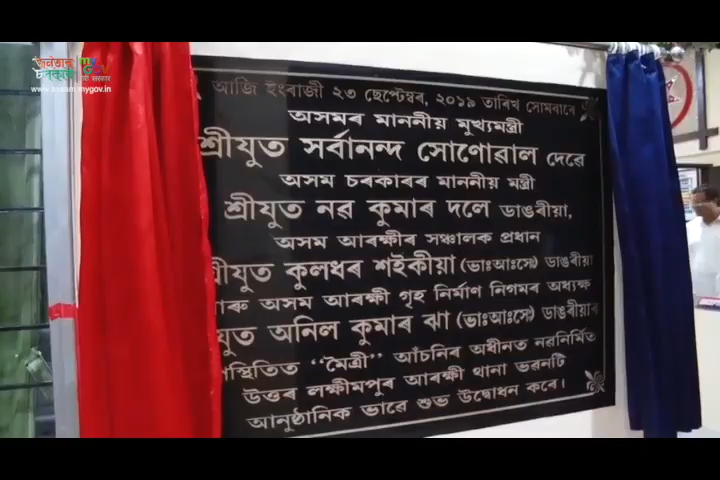 জনতাৰ চৰকাৰ
www.assam.mygov.in
আজি ইংৰাজী ২৩ ছেপ্টেম্বৰ, ২০১৯ তাৰিখ সোমবাৰে
অসমৰ মাননীয় মুখ্যমন্ত্ৰী
শ্ৰীযুত সৰ্বানন্দ সোণোৱাল দেৱে
অসম চৰকাৰৰ মাননীয় মন্ত্ৰী
শ্ৰীযুত নৱ কুমাৰ দলে ডাঙৰীয়া,
অসম আৰক্ষীৰ সঞ্চালক প্ৰধান
শ্ৰীযুত কুলধৰ শইকীয়া (ভাঃআঃসে) ডাঙৰীয়া
আৰু অসম আৰক্ষী গৃহ নিৰ্মাণ নিগমৰ অধ্যক্ষ
যুত অনিল কুমাৰ ঝা (ভাঃআঃসে) ডাঙৰীয়াৰ
স্থিতিত “মৈত্ৰী” আঁচনিৰ অধীনত নৱনিৰ্মিত
উত্তৰ লক্ষীমপুৰ আৰক্ষী থানা ভৱনটি
আনুষ্ঠানিক ভাৱে শুভ উদ্বোধন কৰে।